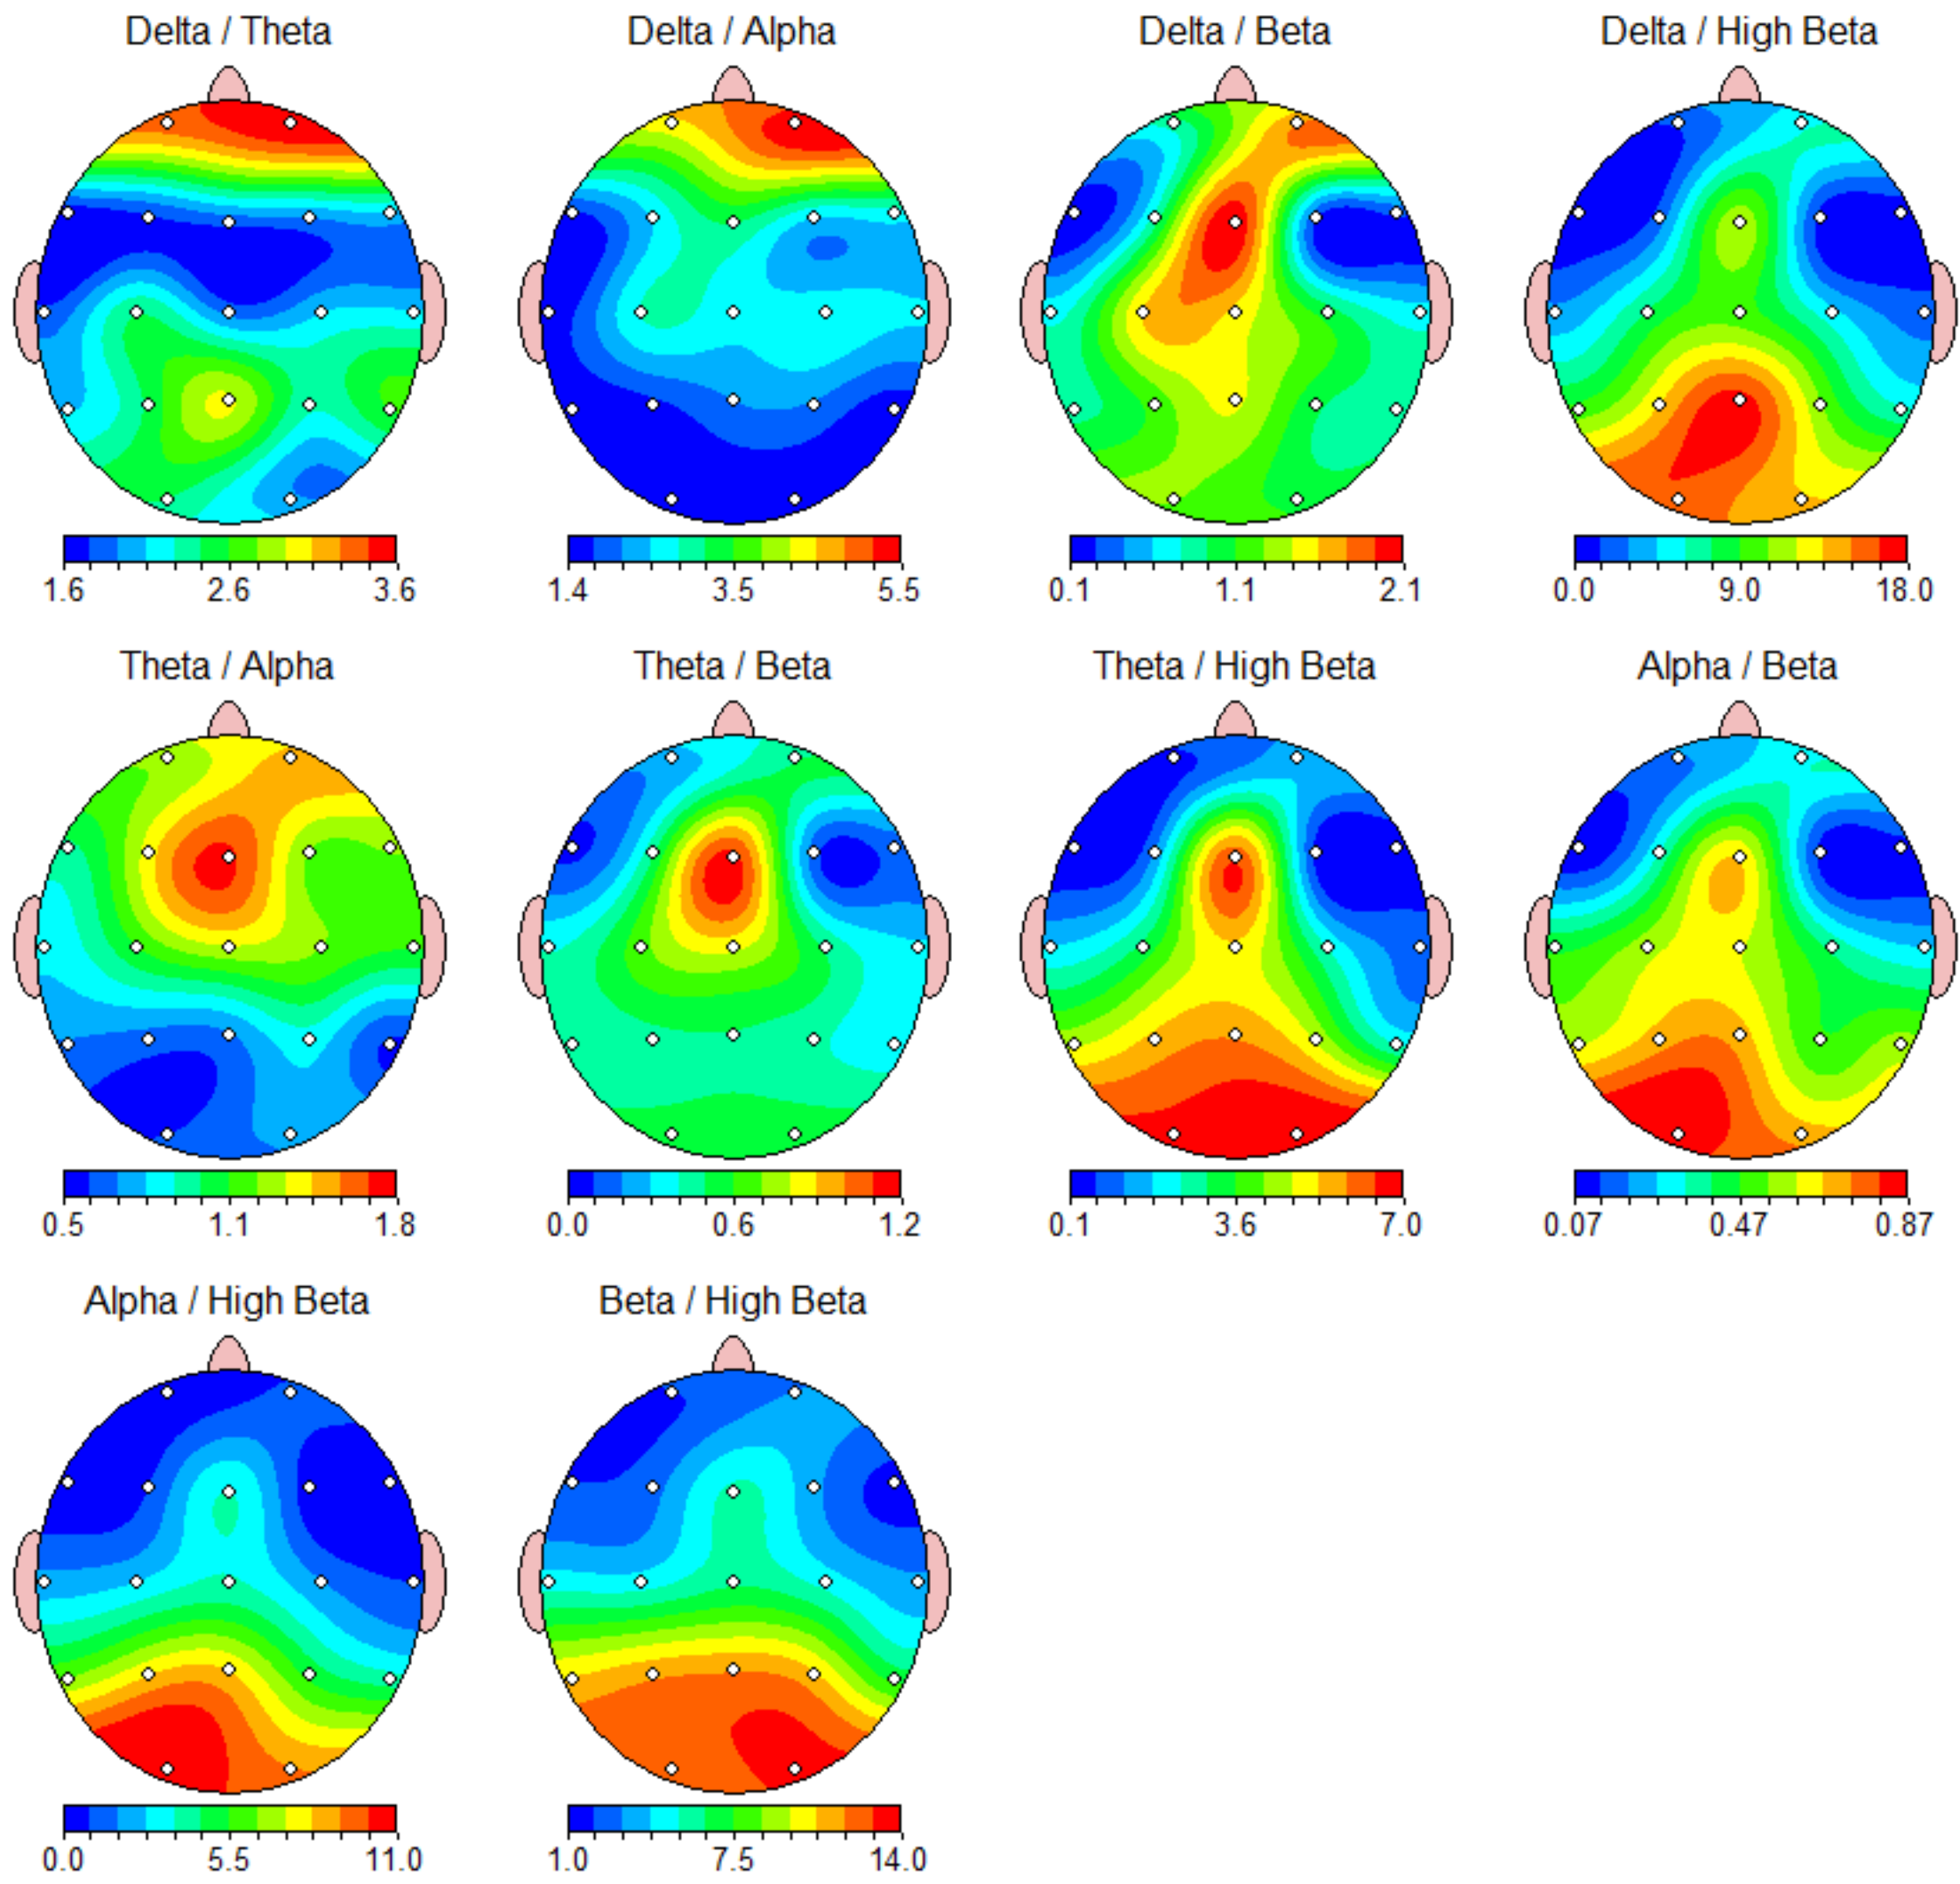 Delta / Theta
Delta / Alpha
Delta / Beta
Delta / High Beta
1.6 2.6 3.6
1.4 3.5 5.5
0.1 1.1 2.1
0.0 9.0 18.0
Theta / Alpha
Theta / Beta
Theta / High Beta
Alpha / Beta
0.5 1.1 1.8
0.0 0.6 1.2
0.1 3.6 7.0
0.07 0.47 0.87
Alpha / High Beta
Beta / High Beta
0.0 5.5 11.0
1.0 7.5 14.0